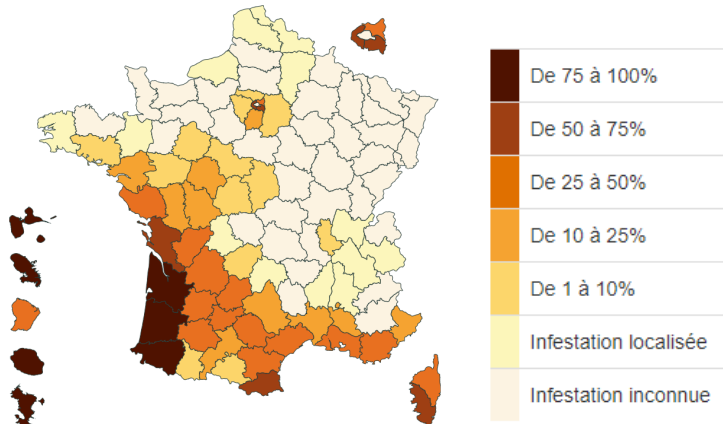 De 75 à 100%
De 50 à 75%
De 25 à 50%
De 10 à 25%
De 1 à 10%
Infestation localisée
Infestation inconnue